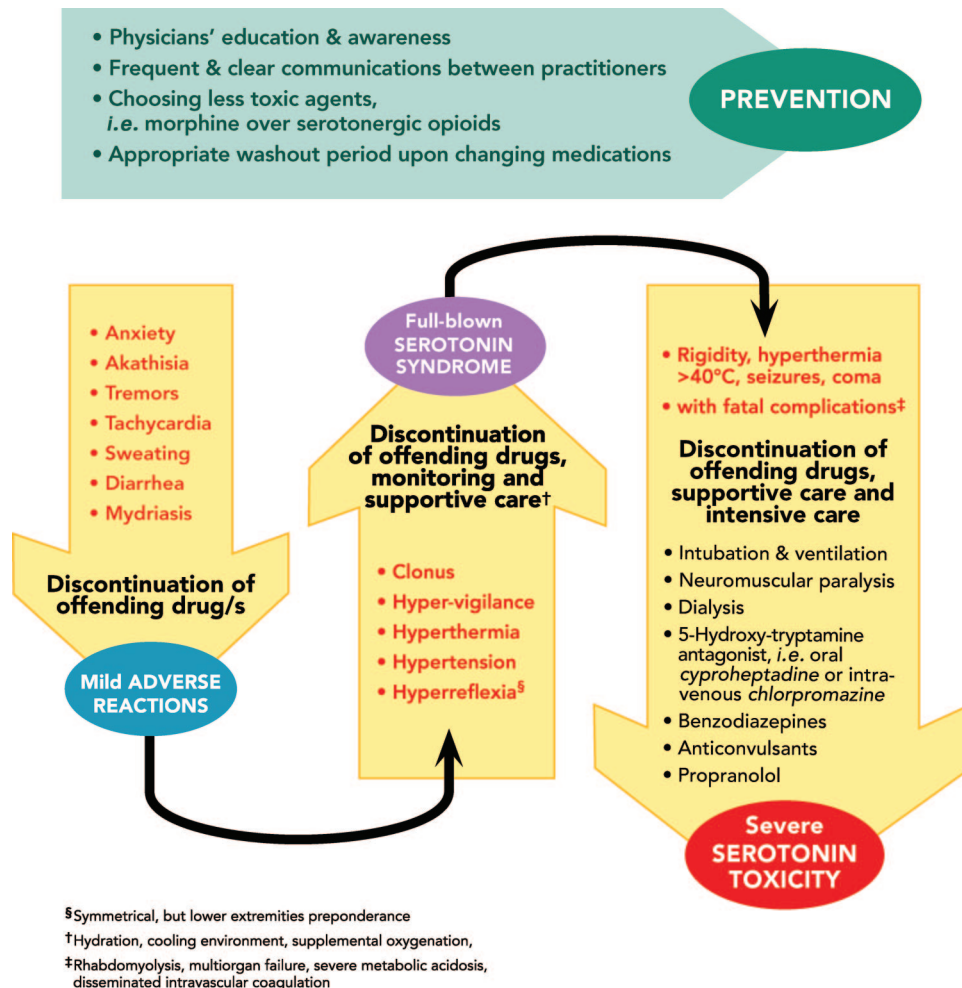 • Physicians’ education & awareness
• Frequent & clear communications between practitioners
• Choosing less toxic agents,
i.e. morphine over serotonergic opioids
• Appropriate washout period upon changing medications
PREVENTION
• Anxiety
• Akathisia
• Tremors
• Tachycardia
• Sweating
• Diarrhea
• Mydriasis
Discontinuation of
offending drug/s
Mild ADVERSE
REACTIONS
Full-blown
SEROTONIN
SYNDROME
Discontinuation
of offending drugs,
monitoring and
supportive care†
• Clonus
• Hyper-vigilance
• Hyperthermia
• Hypertension
• Hyperreflexia§
• Rigidity, hyperthermia
>40°C, seizures, coma
• with fatal complications‡
Discontinuation of
offending drugs,
supportive care and
intensive care
• Intubation & ventilation
• Neuromuscular paralysis
• Dialysis
• 5-Hydroxy-tryptamine
antagonist, i.e. oral
cyproheptadine or intra-
venous chlorpromazine
• Benzodiazepines
• Anticonvulsants
• Propranolol
Severe
SEROTONIN
TOXICITY
§Symmetrical, but lower extremities preponderance
†Hydration, cooling environment, supplemental oxygenation,
‡Rhabdomyolysis, multiorgan failure, severe metabolic acidosis,
disseminated intravascular coagulation